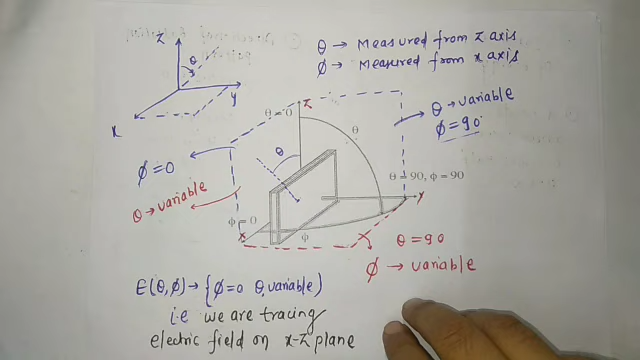 θ → Measured from z axis
φ → Measured from x axis
z
θ
y
x
θ = 0
z
θ → variable
φ = 90
θ
θ
φ = 0
θ → variable
θ = 90, φ = 90
y
φ = 0
x
φ
θ = 90
φ → variable
E(θ,φ) → {φ=0 θ,variable)
i.e we are tracing
electric field on x-z plane